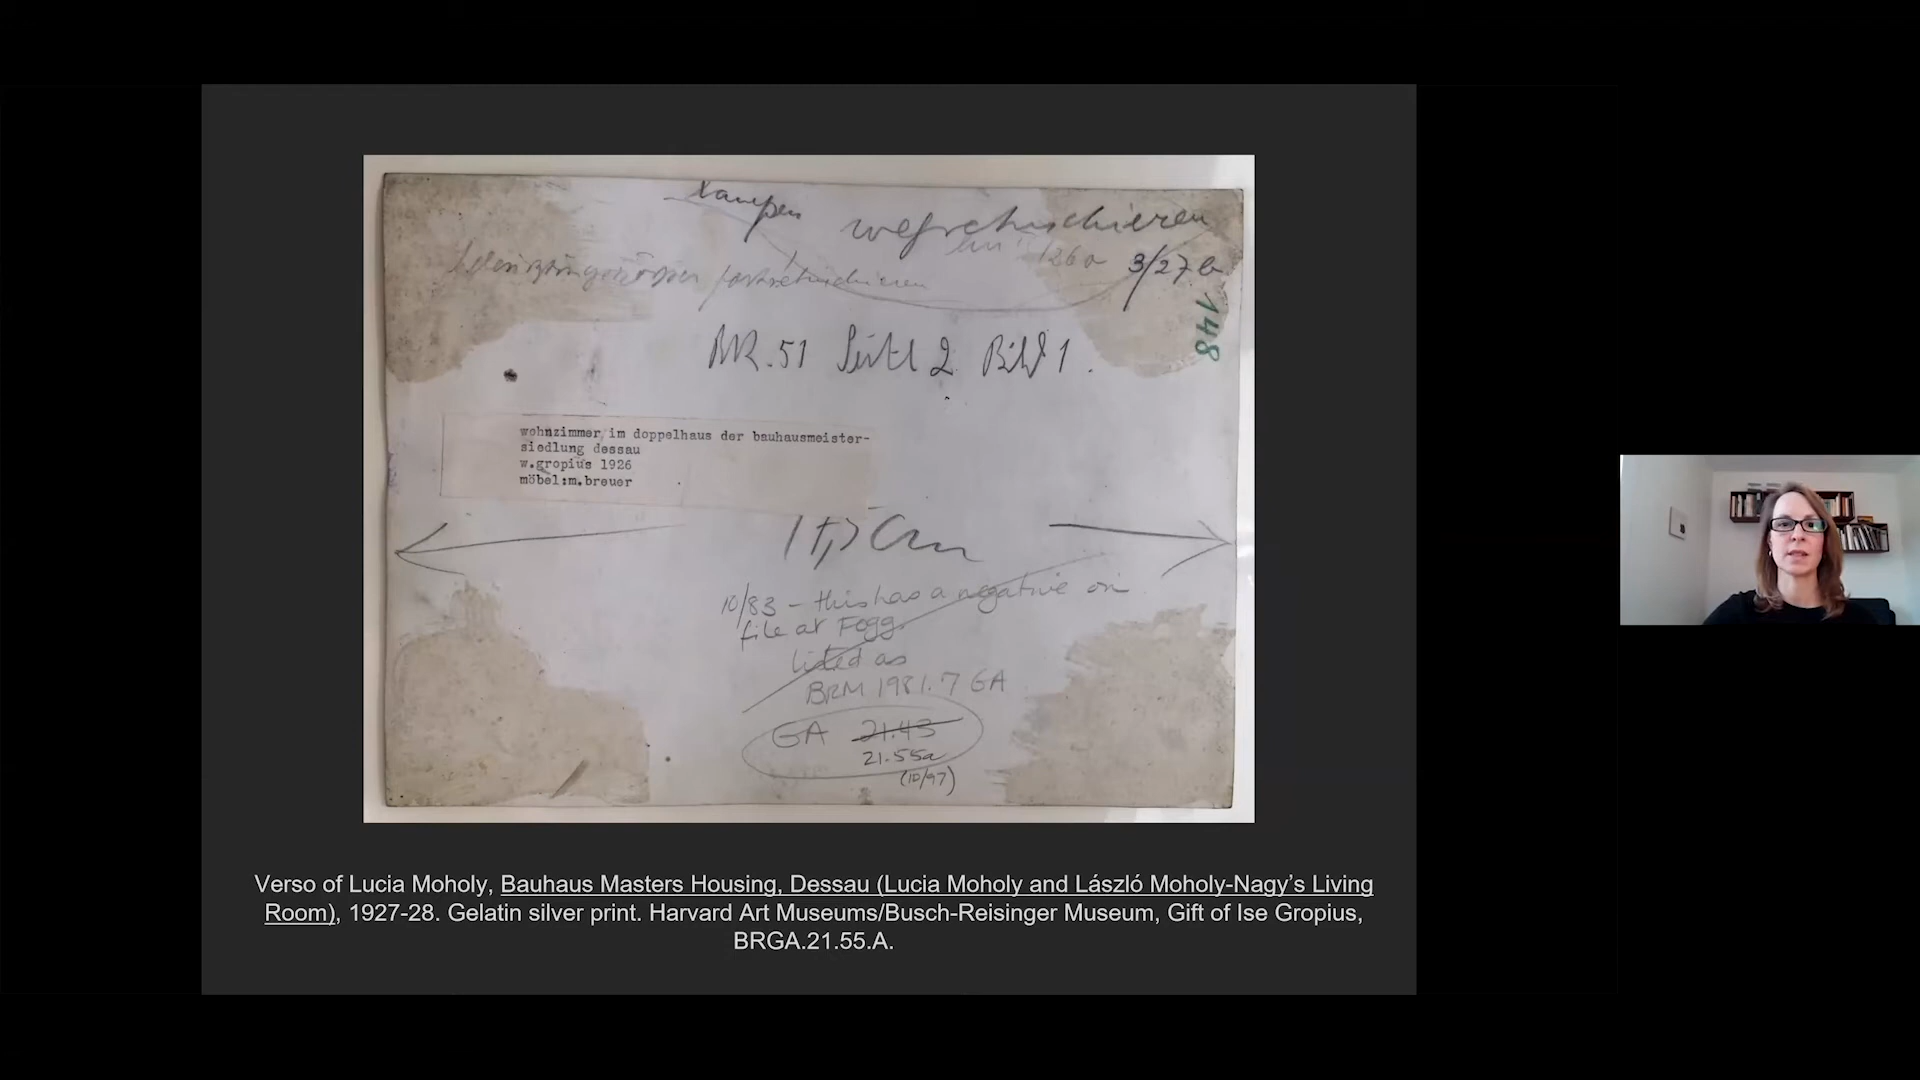 lampen wegretuschieren
126a 3/27 b
148
BR. 51 Seite 2 Bild 1.
wohnzimmer im doppelhaus der bauhausmeister-
siedlung dessau
w.gropius 1926
möbel:m.breuer
10/83 - this has a negative on
file at Fogg
listed as
BRM 1981.7 GA
GA 21.43
21.55a
(10/97)
Verso of Lucia Moholy, Bauhaus Masters Housing, Dessau (Lucia Moholy and László Moholy-Nagy’s Living
Room), 1927-28. Gelatin silver print. Harvard Art Museums/Busch-Reisinger Museum, Gift of Ise Gropius,
BRGA.21.55.A.